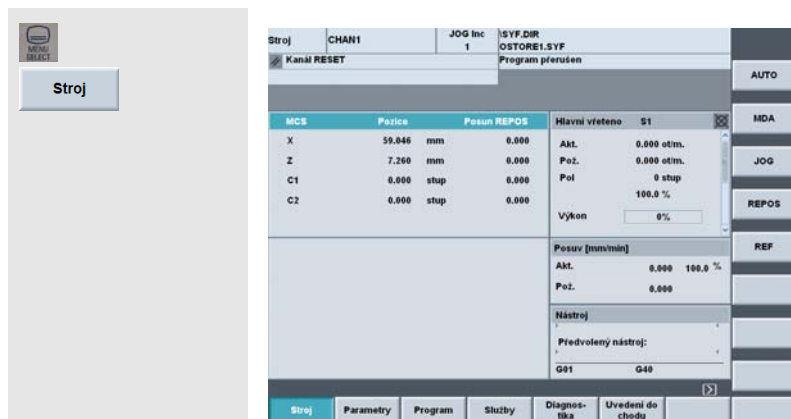 MENU
SELECT
Stroj
Stroj CHAN1 JOG Inc \SYF.DIR
1 OSTORE1.SYF
Kanál RESET Program přerušen
AUTO
MCS Pozice Posun REPOS Hlavní vřeteno S1 MDA
X 59.046 mm 0.000 Akt. 0.000 ot/m.
Z 7.260 mm 0.000 Pož. 0.000 ot/m. JOG
C1 0.000 stup 0.000 Pol 0 stup
C2 0.000 stup 0.000 100.0 % REPOS
Výkon 0%
Posuv [mm/min] REF
Akt. 0.000 100.0 %
Pož. 0.000
Nástroj
Předvolený nástroj:
G01 G40
Stroj Parametry Program Služby Diagnos- Uvedení do
tika chodu